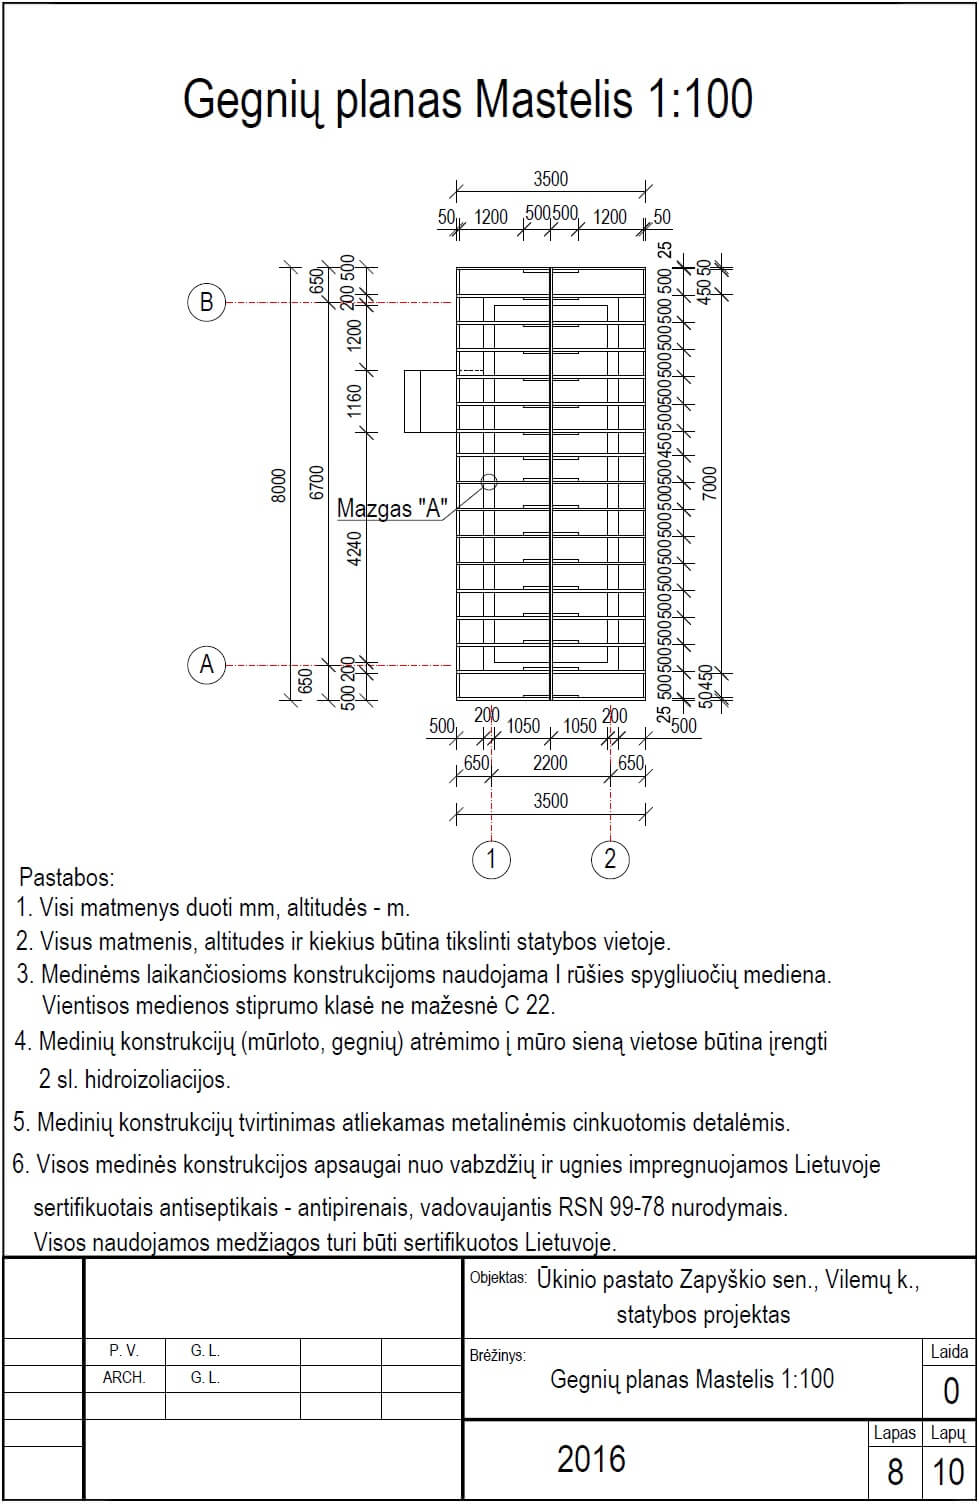 Gegnių planas Mastelis 1:100
3500
50 1200 500 500 1200 50
B
A
8000
650
6700
650
500
200
1200
1160
4240
200
500
Mazgas "A"
25
500
500
500
500
500
500
450
500
500
500
500
500
500
500
500
500
25
50
450
7000
450
50
500 200 1050 1050 200 500
650 2200 650
3500
1 2
Pastabos:
1. Visi matmenys duoti mm, altitudės - m.
2. Visus matmenis, altitudes ir kiekius būtina tikslinti statybos vietoje.
3. Medinėms laikančiosioms konstrukcijoms naudojama I rūšies spygliuočių mediena.
Vientisos medienos stiprumo klasė ne mažesnė C 22.
4. Medinių konstrukcijų (mūrloto, gegnių) atrėmimo į mūro sieną vietose būtina įrengti
2 sl. hidroizoliacijos.
5. Medinių konstrukcijų tvirtinimas atliekamas metalinėmis cinkuotomis detalėmis.
6. Visos medinės konstrukcijos apsaugai nuo vabzdžių ir ugnies impregnuojamos Lietuvoje
sertifikuotais antiseptikais - antipirenais, vadovaujantis RSN 99-78 nurodymais.
Visos naudojamos medžiagos turi būti sertifikuotos Lietuvoje.
Objektas: Ūkinio pastato Zapyškio sen., Vilemų k.,
statybos projektas
P. V. G. L.
ARCH. G. L.
Brėžinys:
Gegnių planas Mastelis 1:100
Laida
0
2016
Lapas Lapų
8 10